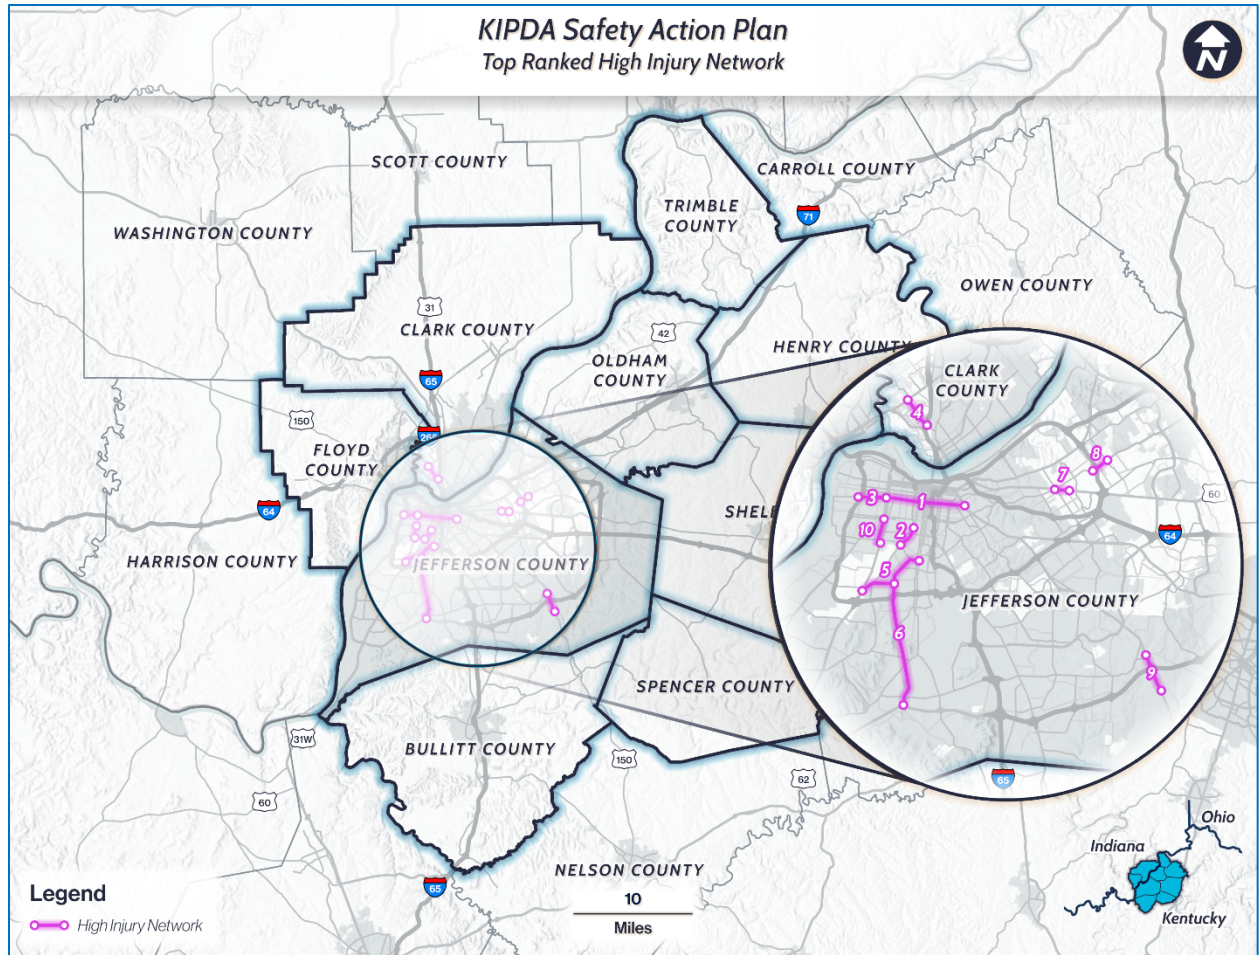 KIPDA Safety Action Plan
Top Ranked High Injury Network
N
SCOTT COUNTY
CARROLL COUNTY
TRIMBLE
COUNTY
71
WASHINGTON COUNTY
OWEN COUNTY
31
CLARK COUNTY
42
HENRY COUNTY
OLDHAM
COUNTY
65
CLARK
COUNTY
4
150
265
FLOYD
COUNTY
8
7
60
3
1
64
SHEL
10
2
64
HARRISON COUNTY
JEFFERSON COUNTY
5
JEFFERSON COUNTY
6
9
SPENCER COUNTY
31W
BULLITT COUNTY
150
62
65
60
Ohio
Indiana
Kentucky
NELSON COUNTY
65
10
Miles
Legend
High Injury Network